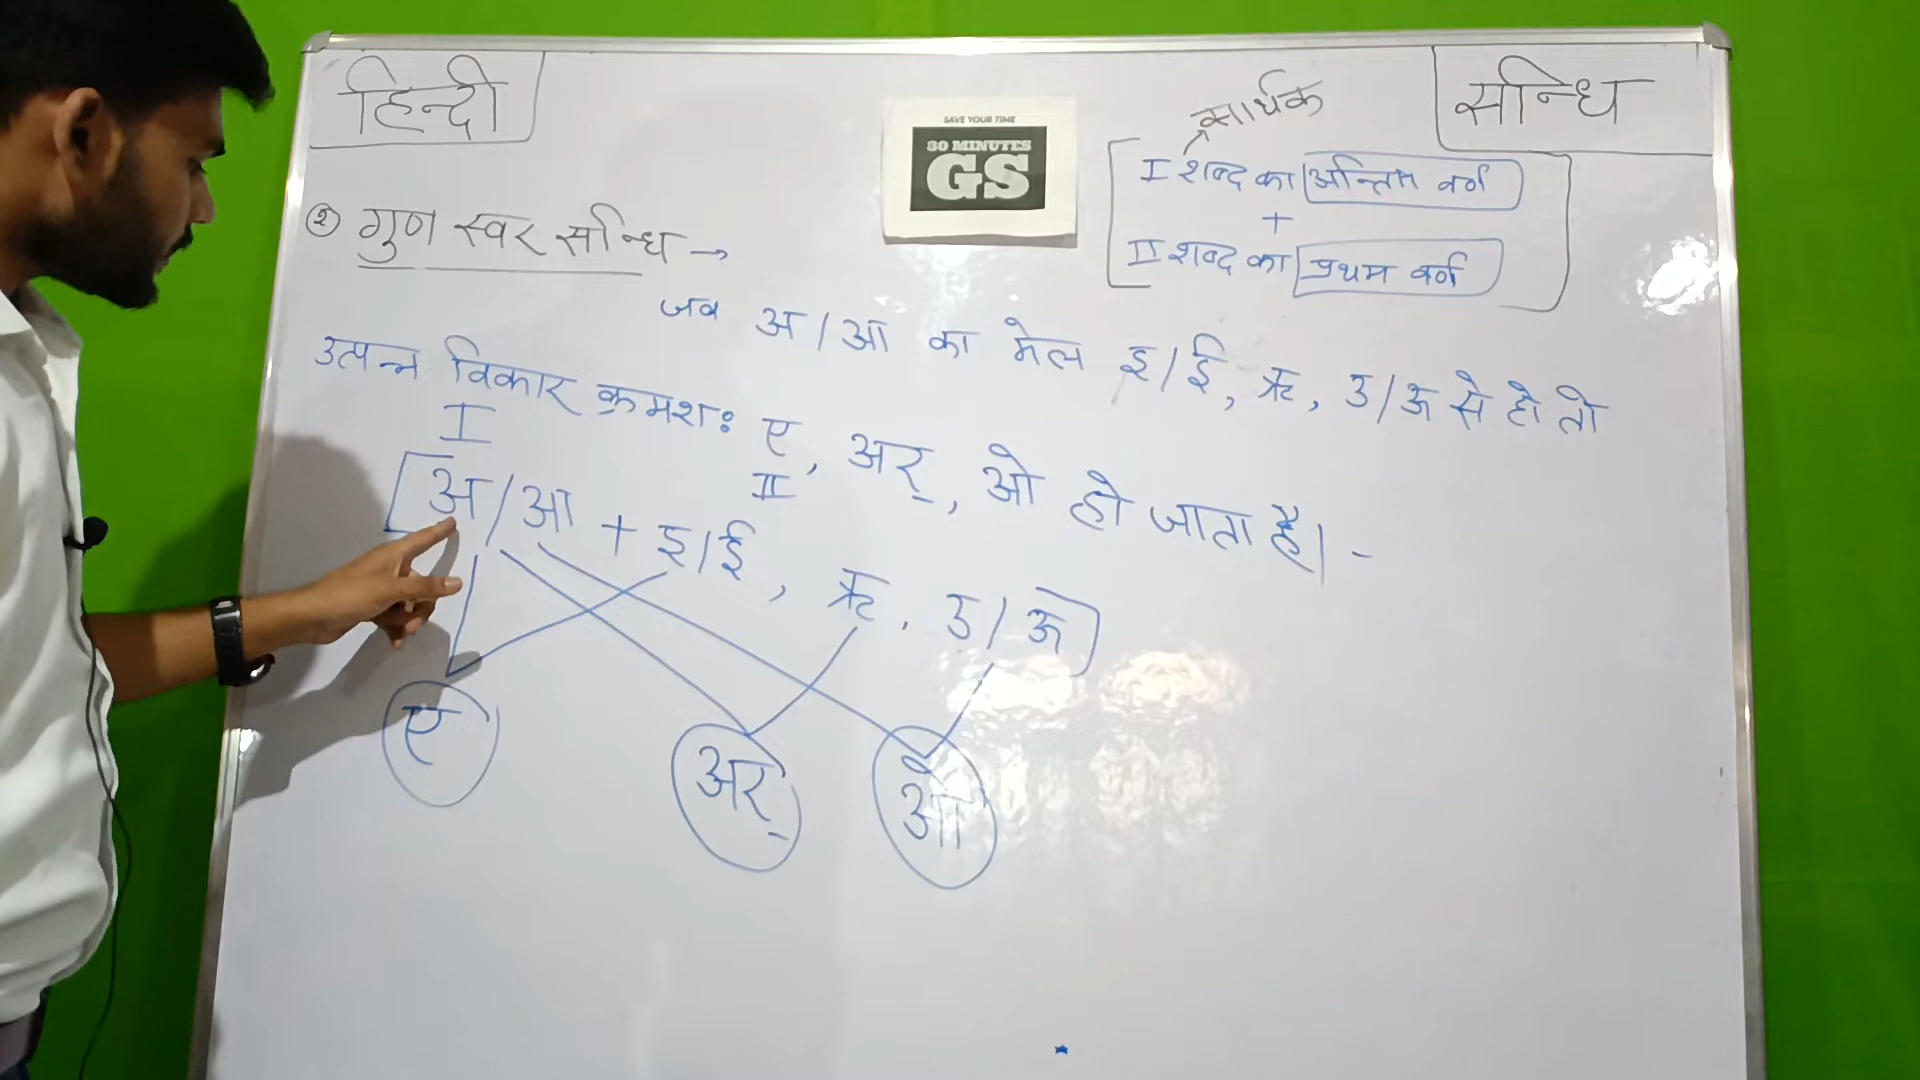 हिन्दी
सन्धि
SAVE YOUR TIME
30 MINUTES
GS
सार्थक
I शब्द का अन्तिम वर्ण
+
II शब्द का प्रथम वर्ण
② गुण स्वर सन्धि →
जब अ / आ का मेल इ / ई, ऋ, उ / ऊ से हो तो
उत्पन्न विकार क्रमशः ए, अर्, ओ हो जाता है। -
I II
[अ / आ + इ / ई, ऋ, उ / ऊ]
ए अर् ओ